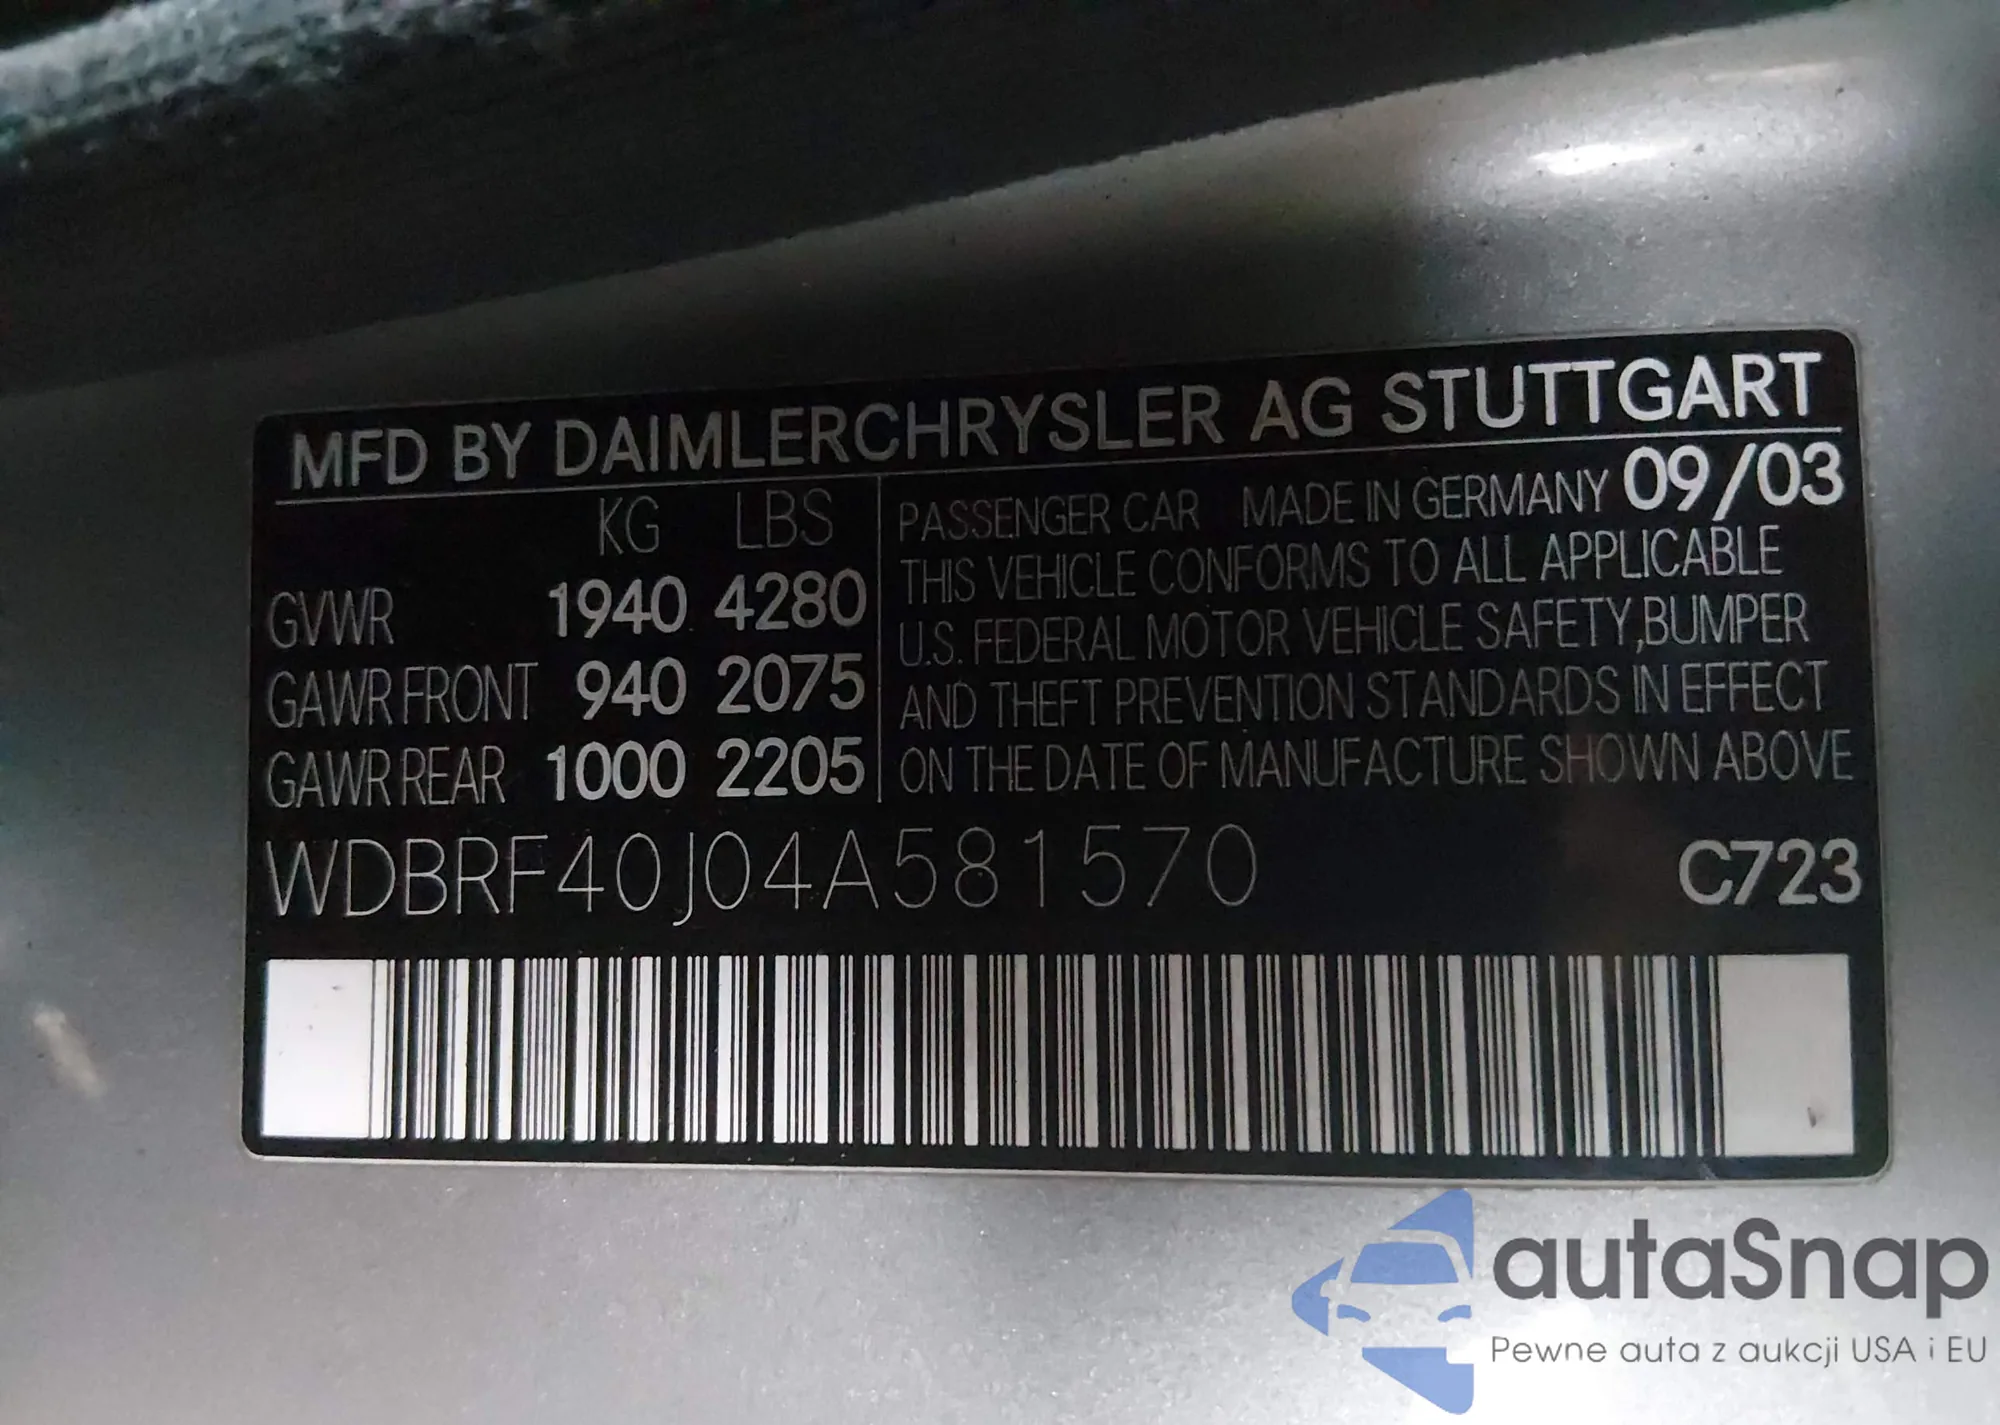 MFD BY DAIMLERCHRYSLER AG STUTTGART
KG LBS
GVWR 1940 4280
GAWR FRONT 940 2075
GAWR REAR 1000 2205
PASSENGER CAR MADE IN GERMANY 09/03
THIS VEHICLE CONFORMS TO ALL APPLICABLE
U.S. FEDERAL MOTOR VEHICLE SAFETY,BUMPER
AND THEFT PREVENTION STANDARDS IN EFFECT
ON THE DATE OF MANUFACTURE SHOWN ABOVE
WDBRF40J04A581570 C723
autaSnap
Pewne auta z aukcji USA i EU